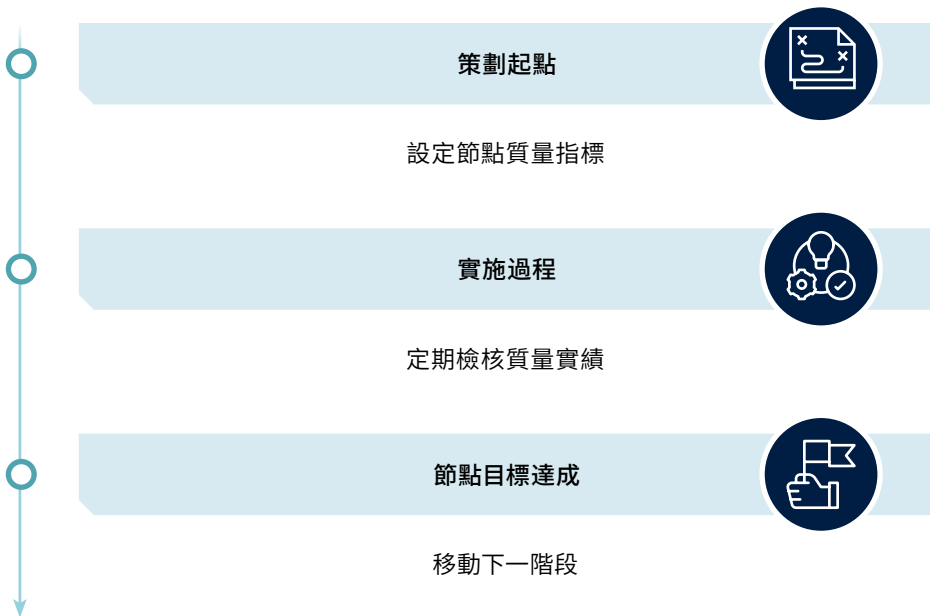 策劃起點
設定節點質量指標
實施過程
定期檢核質量實績
節點目標達成
移動下一階段